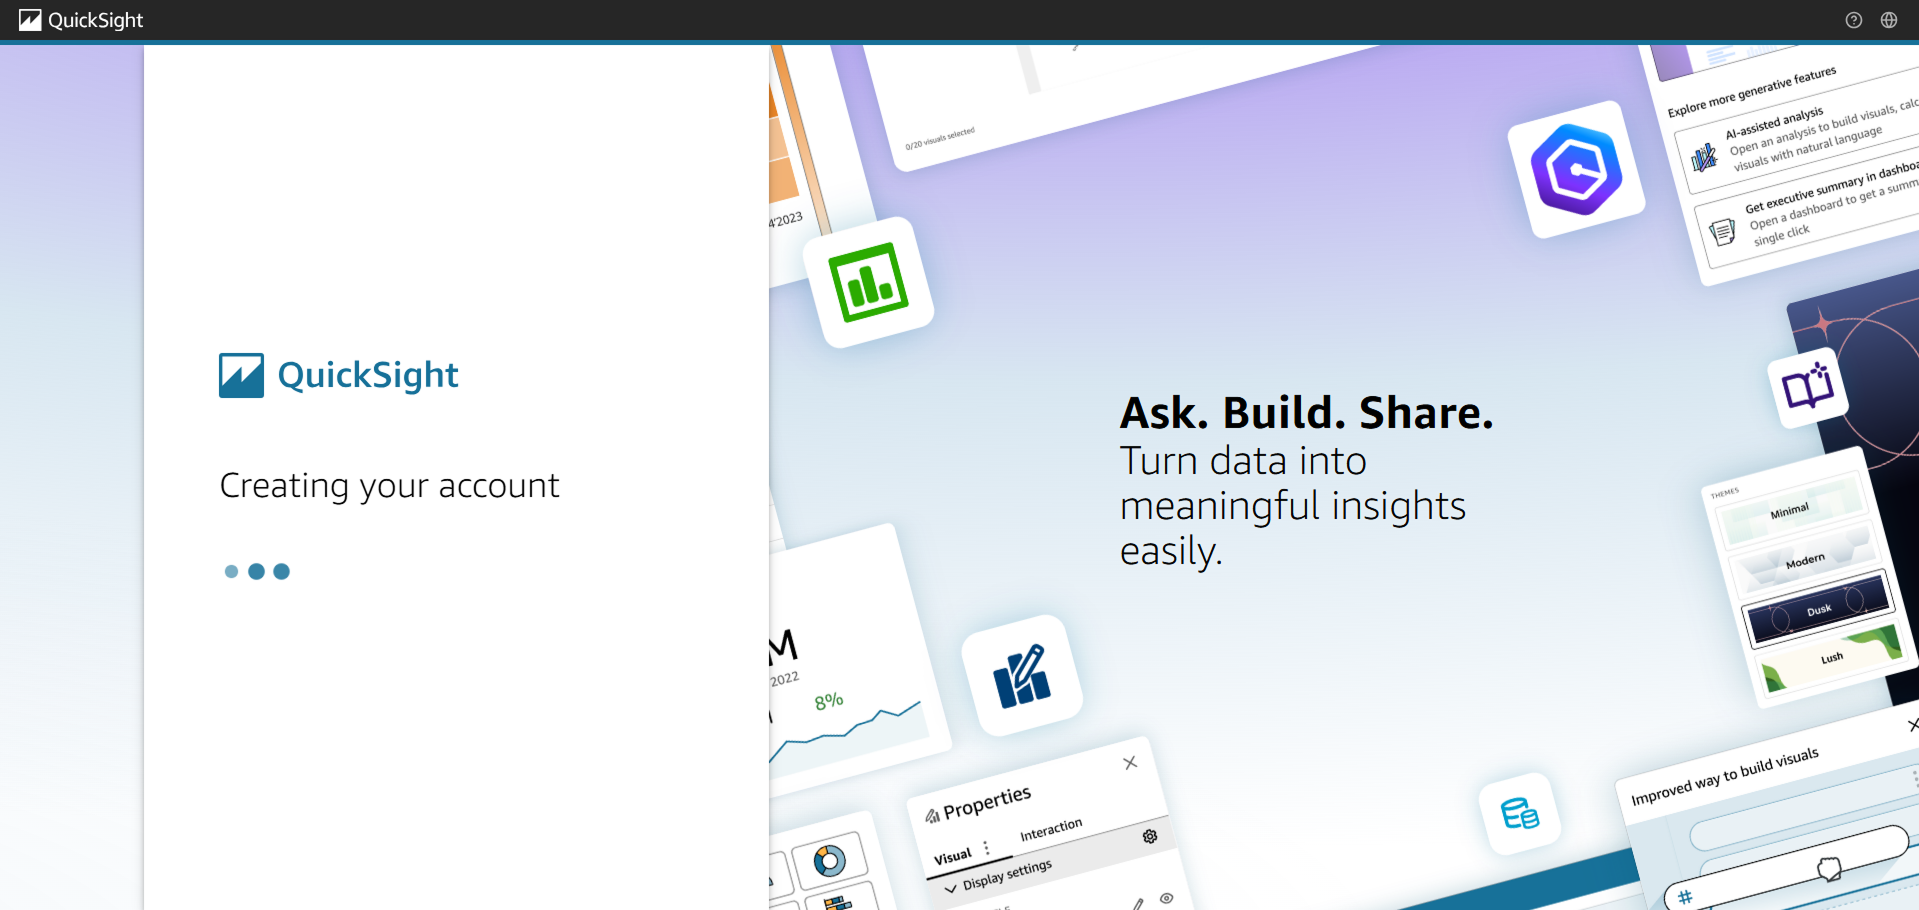 QuickSight
QuickSight
Creating your account
Ask. Build. Share.
Turn data into
meaningful insights
easily.
0/20 visuals selected
4'2023
Explore more generative features
AI-assisted analysis
Open an analysis to build visuals, calc
visuals with natural language
Get executive summary in dashboa
Open a dashboard to get a summ
single click
THEMES
Minimal
Modern
Dusk
Lush
M
2022
8%
Properties
Visual
Interaction
Display settings
Improved way to build visuals
#